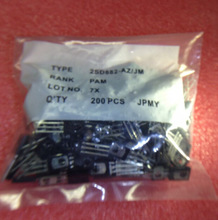 TYPE 2SD882-AZ/JM
RANK PAM
LOT NO. 7X
Q'TY 200 PCS JPMY